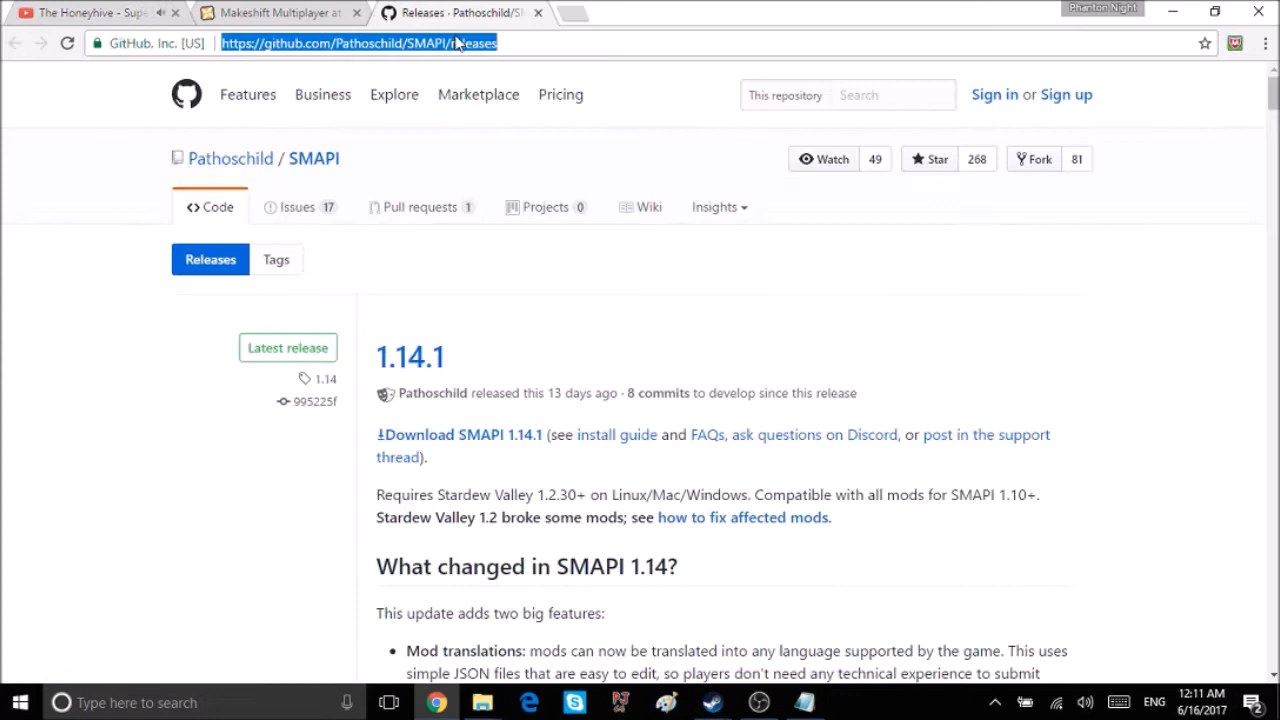 The Honeyhive - Supe
Makeshift Multiplayer at
Releases · Pathoschild/SM
Phanton Night
GitHub, Inc. [US]
https://github.com/Pathoschild/SMAPI/releases
Features
Business
Explore
Marketplace
Pricing
This repository
Search
Sign in or Sign up
Pathoschild / SMAPI
Watch 49
Star 268
Fork 81
Code
Issues 17
Pull requests 1
Projects 0
Wiki
Insights
Releases
Tags
Latest release
1.14
995225f
1.14.1
Pathoschild released this 13 days ago · 8 commits to develop since this release
Download SMAPI 1.14.1 (see install guide and FAQs, ask questions on Discord, or post in the support
thread).
Requires Stardew Valley 1.2.30+ on Linux/Mac/Windows. Compatible with all mods for SMAPI 1.10+.
Stardew Valley 1.2 broke some mods; see how to fix affected mods.
What changed in SMAPI 1.14?
This update adds two big features:
• Mod translations: mods can now be translated into any language supported by the game. This uses
simple JSON files that are easy to edit, so players don't need any technical experience to submit
Type here to search
ENG
12:11 AM
6/16/2017
2